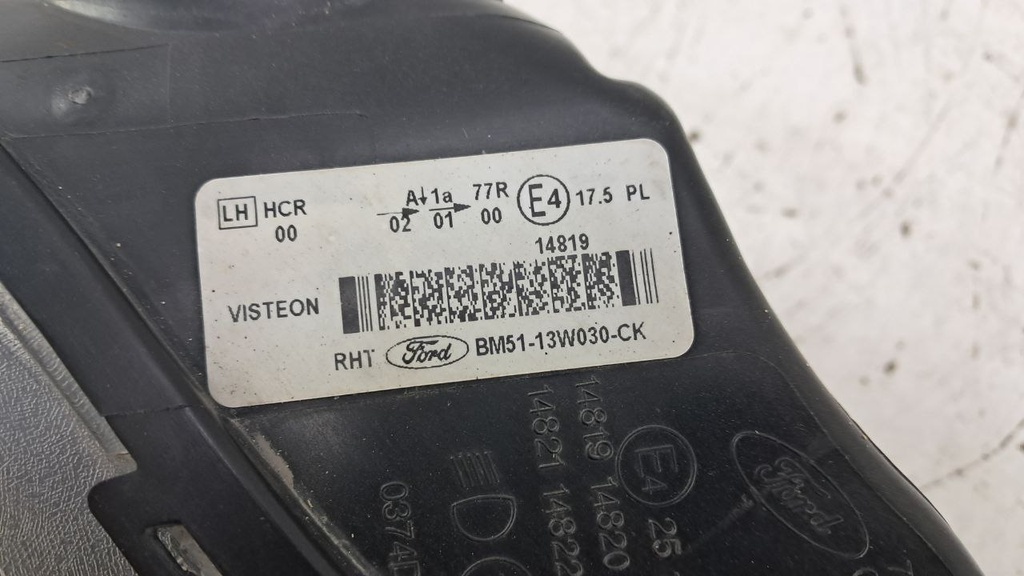 LH HCR A↓1a 77R E4 17.5 PL
00 02 01 00
14819
VISTEON
RHT Ford BM51-13W030-CK
14819 14820
14821 14822
E4
25
Ford